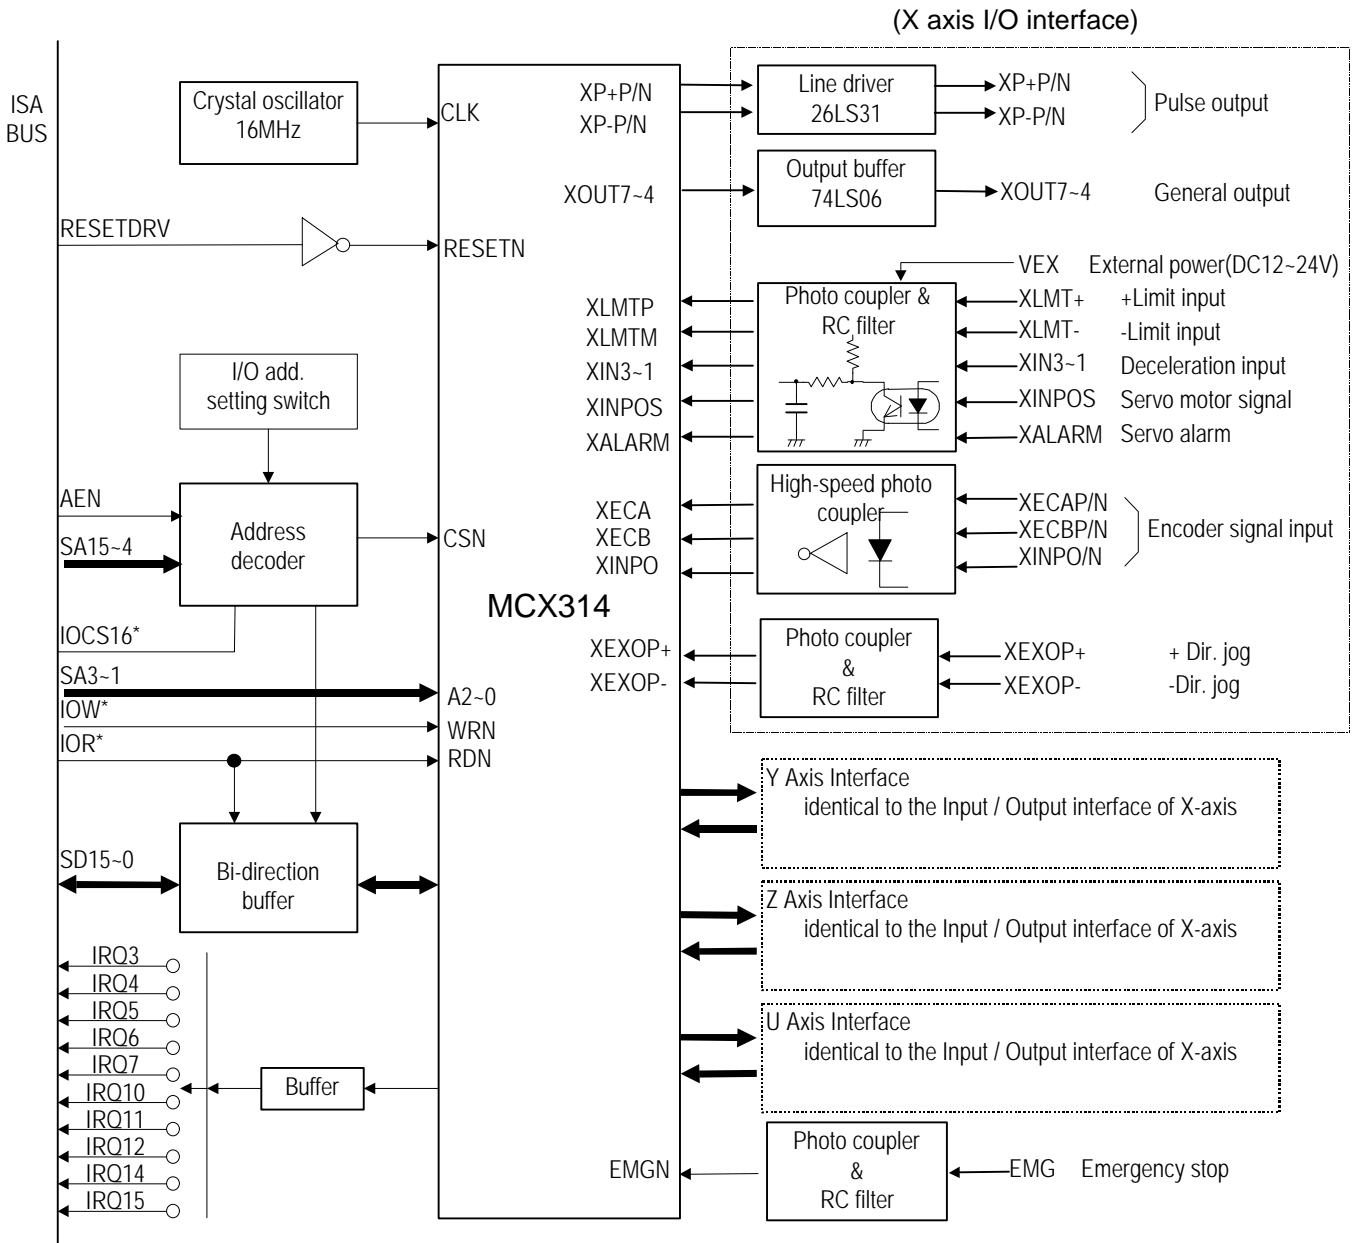 (X axis I/O interface)
ISA
BUS
Crystal oscillator
16MHz
CLK
RESETDRV
RESETN
I/O add.
setting switch
AEN
SA15~4
Address
decoder
CSN
IOCS16*
SA3~1
A2~0
IOW*
WRN
IOR*
RDN
SD15~0
Bi-direction
buffer
IRQ3
IRQ4
IRQ5
IRQ6
IRQ7
IRQ10
IRQ11
IRQ12
IRQ14
IRQ15
Buffer
MCX314
XP+P/N
XP-P/N
Line driver
26LS31
XP+P/N
XP-P/N
Pulse output
XOUT7~4
Output buffer
74LS06
XOUT7~4 General output
VEX External power(DC12~24V)
XLMTP
XLMTM
XIN3~1
XINPOS
XALARM
Photo coupler &
RC filter
XLMT+ +Limit input
XLMT- -Limit input
XIN3~1 Deceleration input
XINPOS Servo motor signal
XALARM Servo alarm
XECA
XECB
XINPO
High-speed photo
coupler
XECAP/N
XECBP/N
XINPO/N
Encoder signal input
XEXOP+
XEXOP-
Photo coupler
&
RC filter
XEXOP+ + Dir. jog
XEXOP- -Dir. jog
Y Axis Interface
identical to the Input / Output interface of X-axis
Z Axis Interface
identical to the Input / Output interface of X-axis
U Axis Interface
identical to the Input / Output interface of X-axis
EMGN
Photo coupler
&
RC filter
EMG Emergency stop